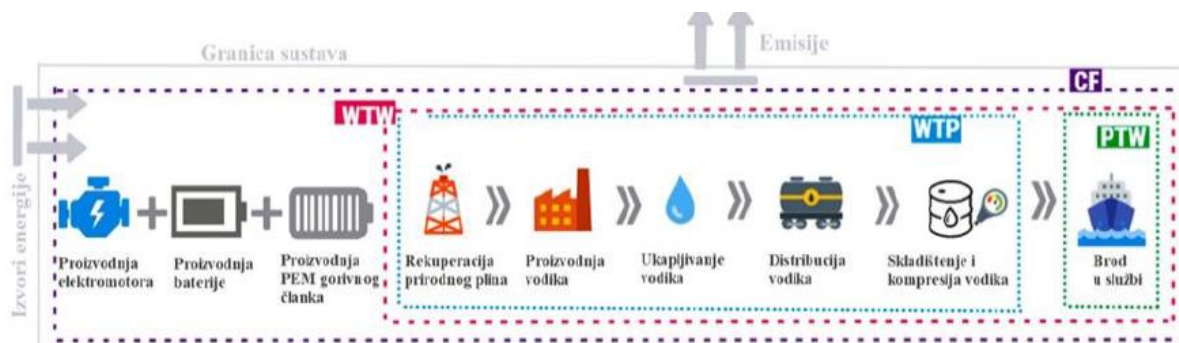 Granica sustava
Emisije
Izvori energije
CF
WTW
WTP
PTW
Proizvodnja
elektromotora
Proizvodnja
baterije
Proizvodnja
PEM gorivnog
članka
Rekuperacija
prirodnog plina
Proizvodnja
vodika
Ukapljivanje
vodika
Distribucija
vodika
Skladištenje i
kompresija vodika
Brod
u službi